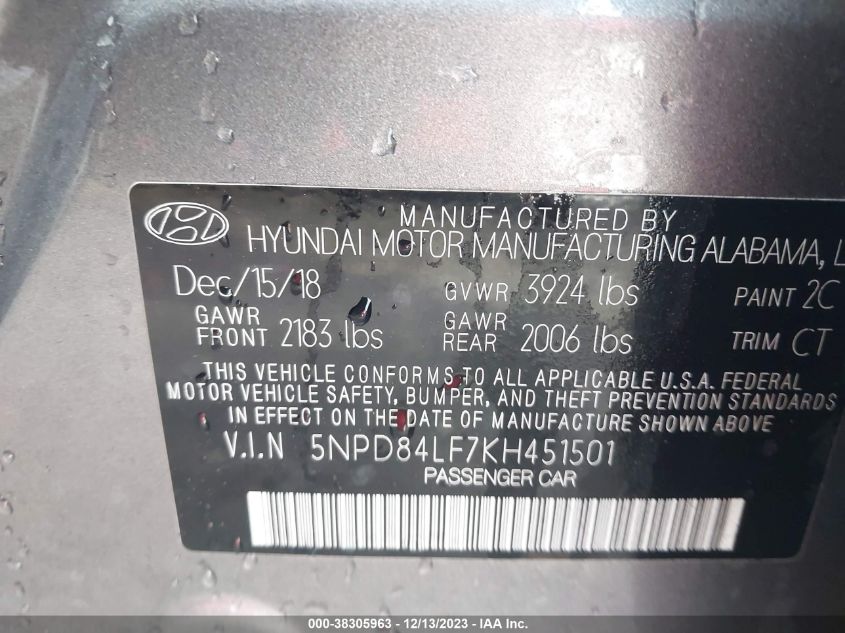 MANUFACTURED BY
HYUNDAI MOTOR MANUFACTURING ALABAMA, L
Dec/15/18 GVWR 3924 lbs PAINT 2C
GAWR FRONT 2183 lbs GAWR REAR 2006 lbs TRIM CT
THIS VEHICLE CONFORMS TO ALL APPLICABLE U.S.A. FEDERAL
MOTOR VEHICLE SAFETY, BUMPER, AND THEFT PREVENTION STANDARDS
IN EFFECT ON THE DATE OF MANUFACTURE SHOWN ABOVE.
V.I.N 5NPD84LF7KH451501
PASSENGER CAR
000-38305963 - 12/13/2023 - IAA Inc.